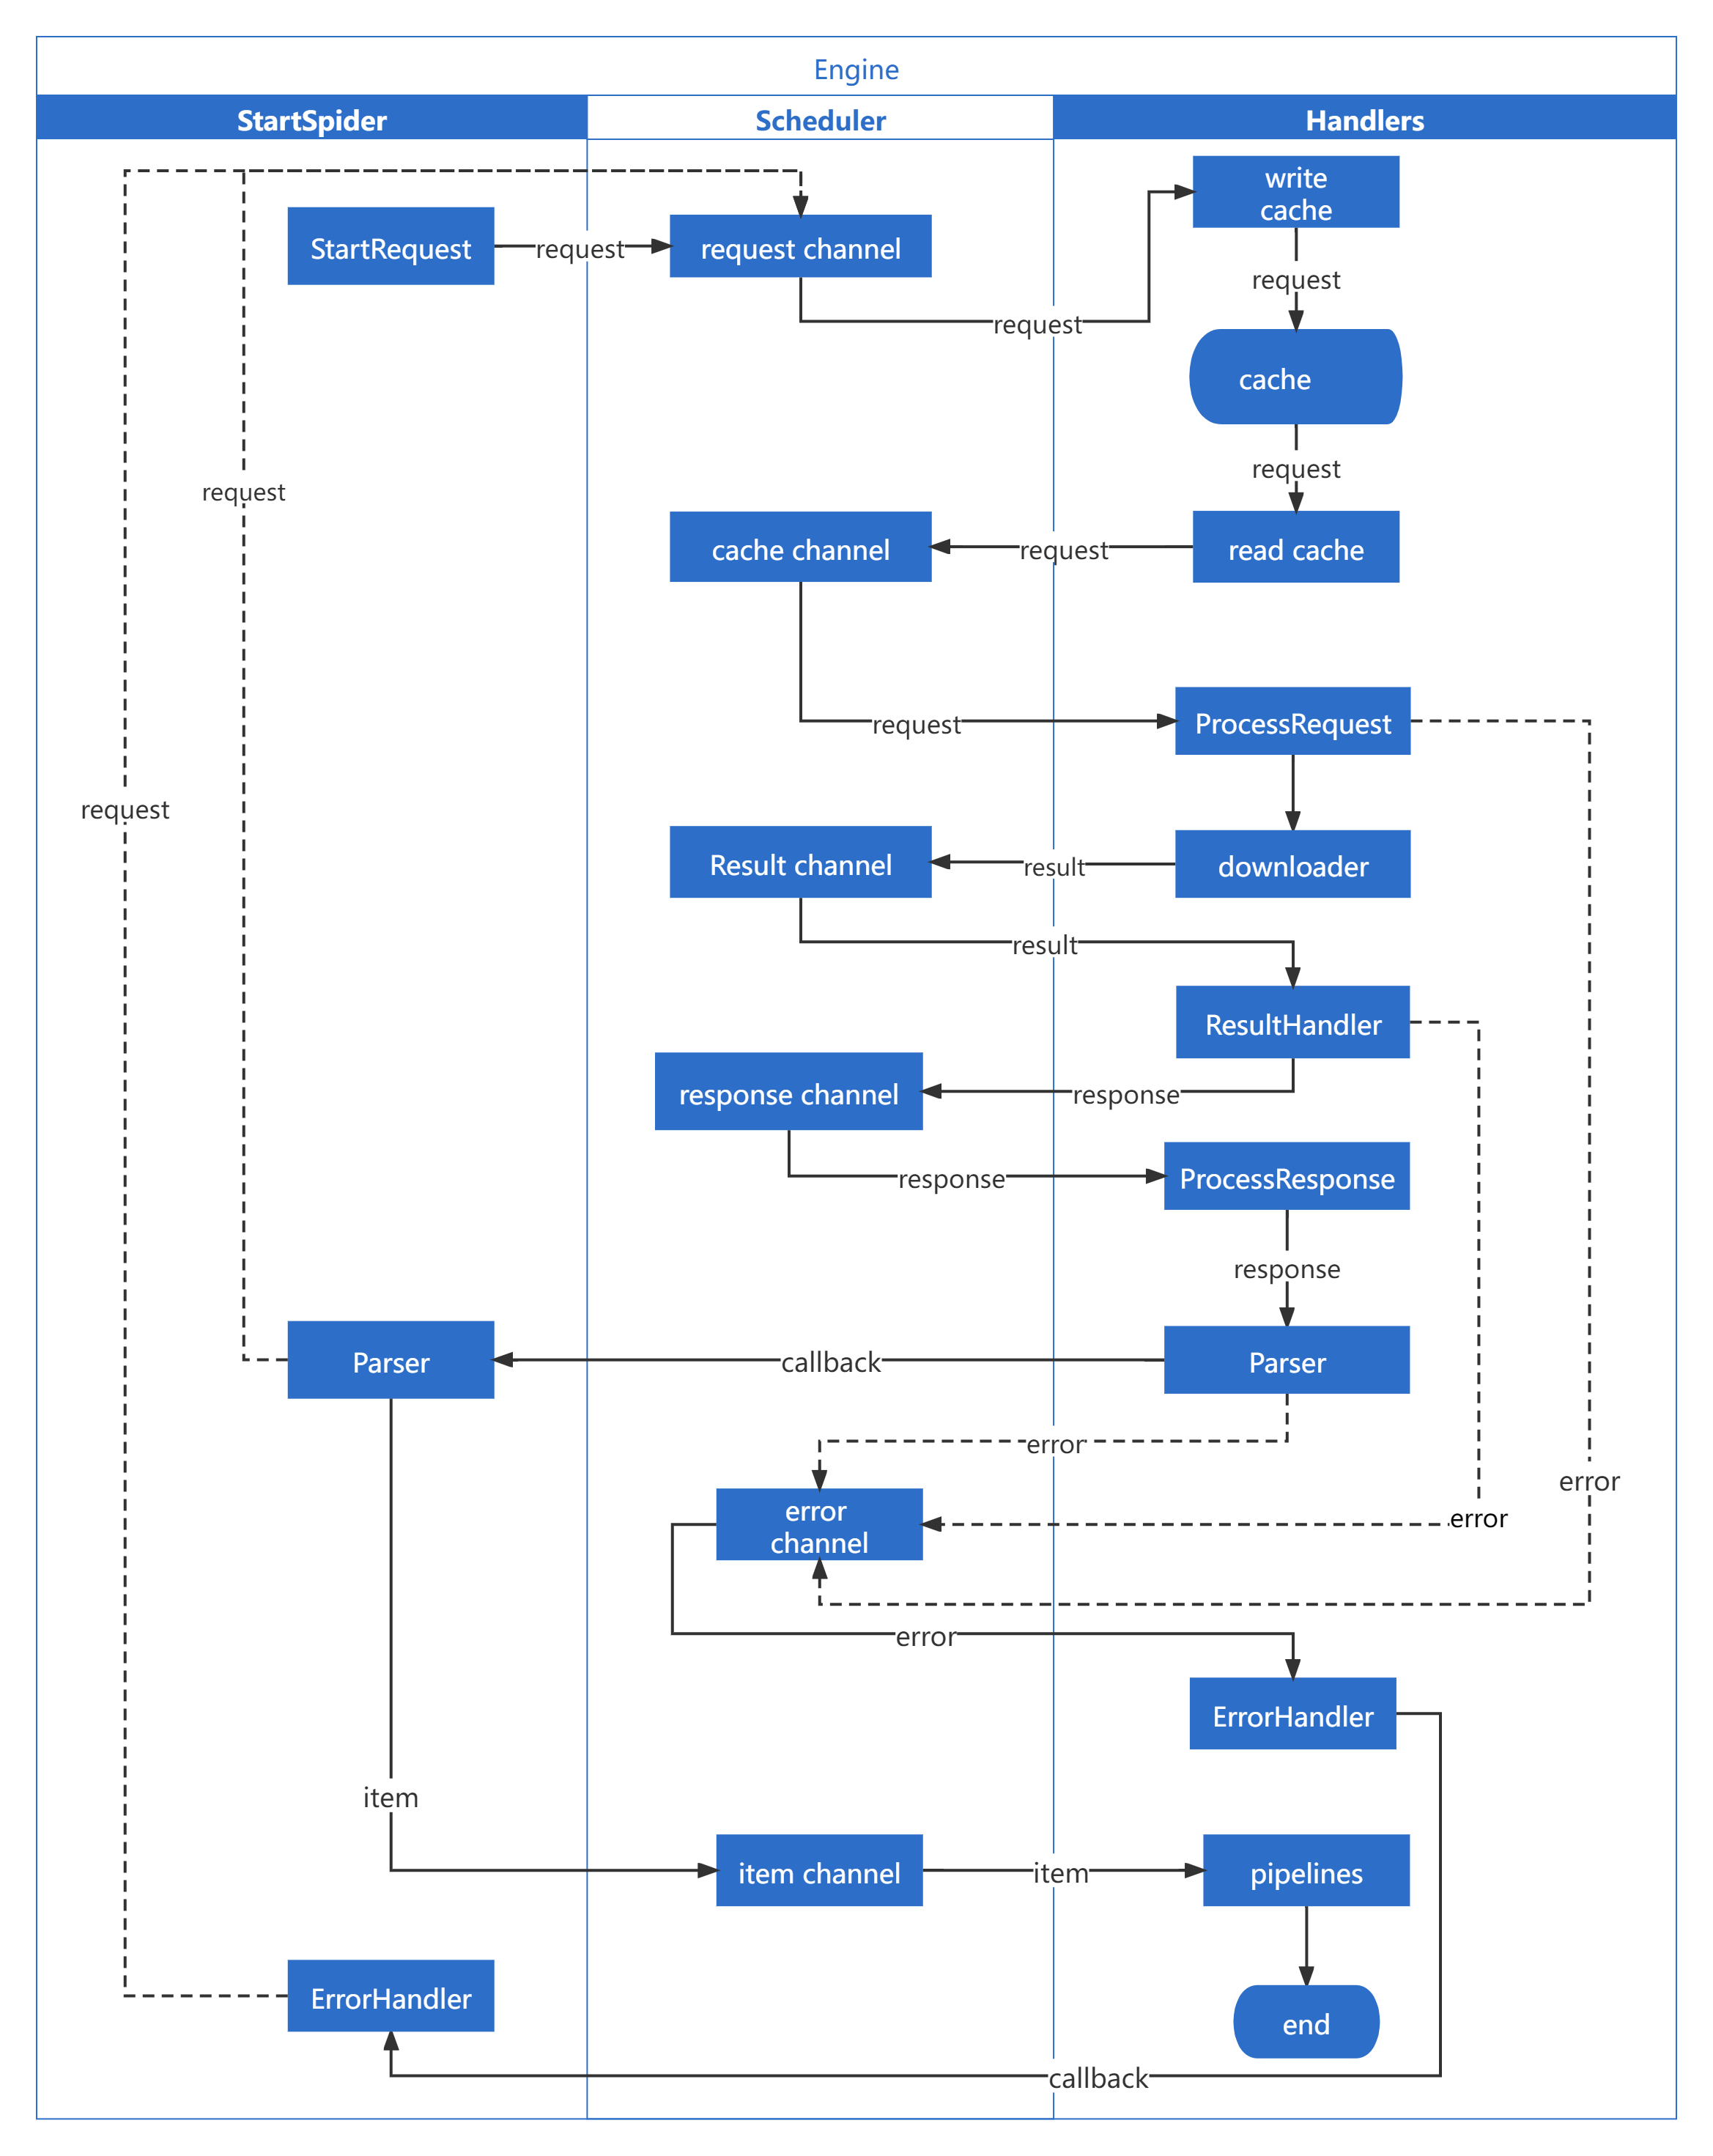 Engine
StartSpider
Scheduler
Handlers
write
cache
StartRequest
request
request channel
request
request
cache
request
request
cache channel
request
read cache
request
ProcessRequest
request
Result channel
result
downloader
result
ResultHandler
response channel
response
response
ProcessResponse
response
Parser
callback
Parser
error
error
error
channel
error
error
ErrorHandler
item
item channel
item
pipelines
ErrorHandler
end
callback